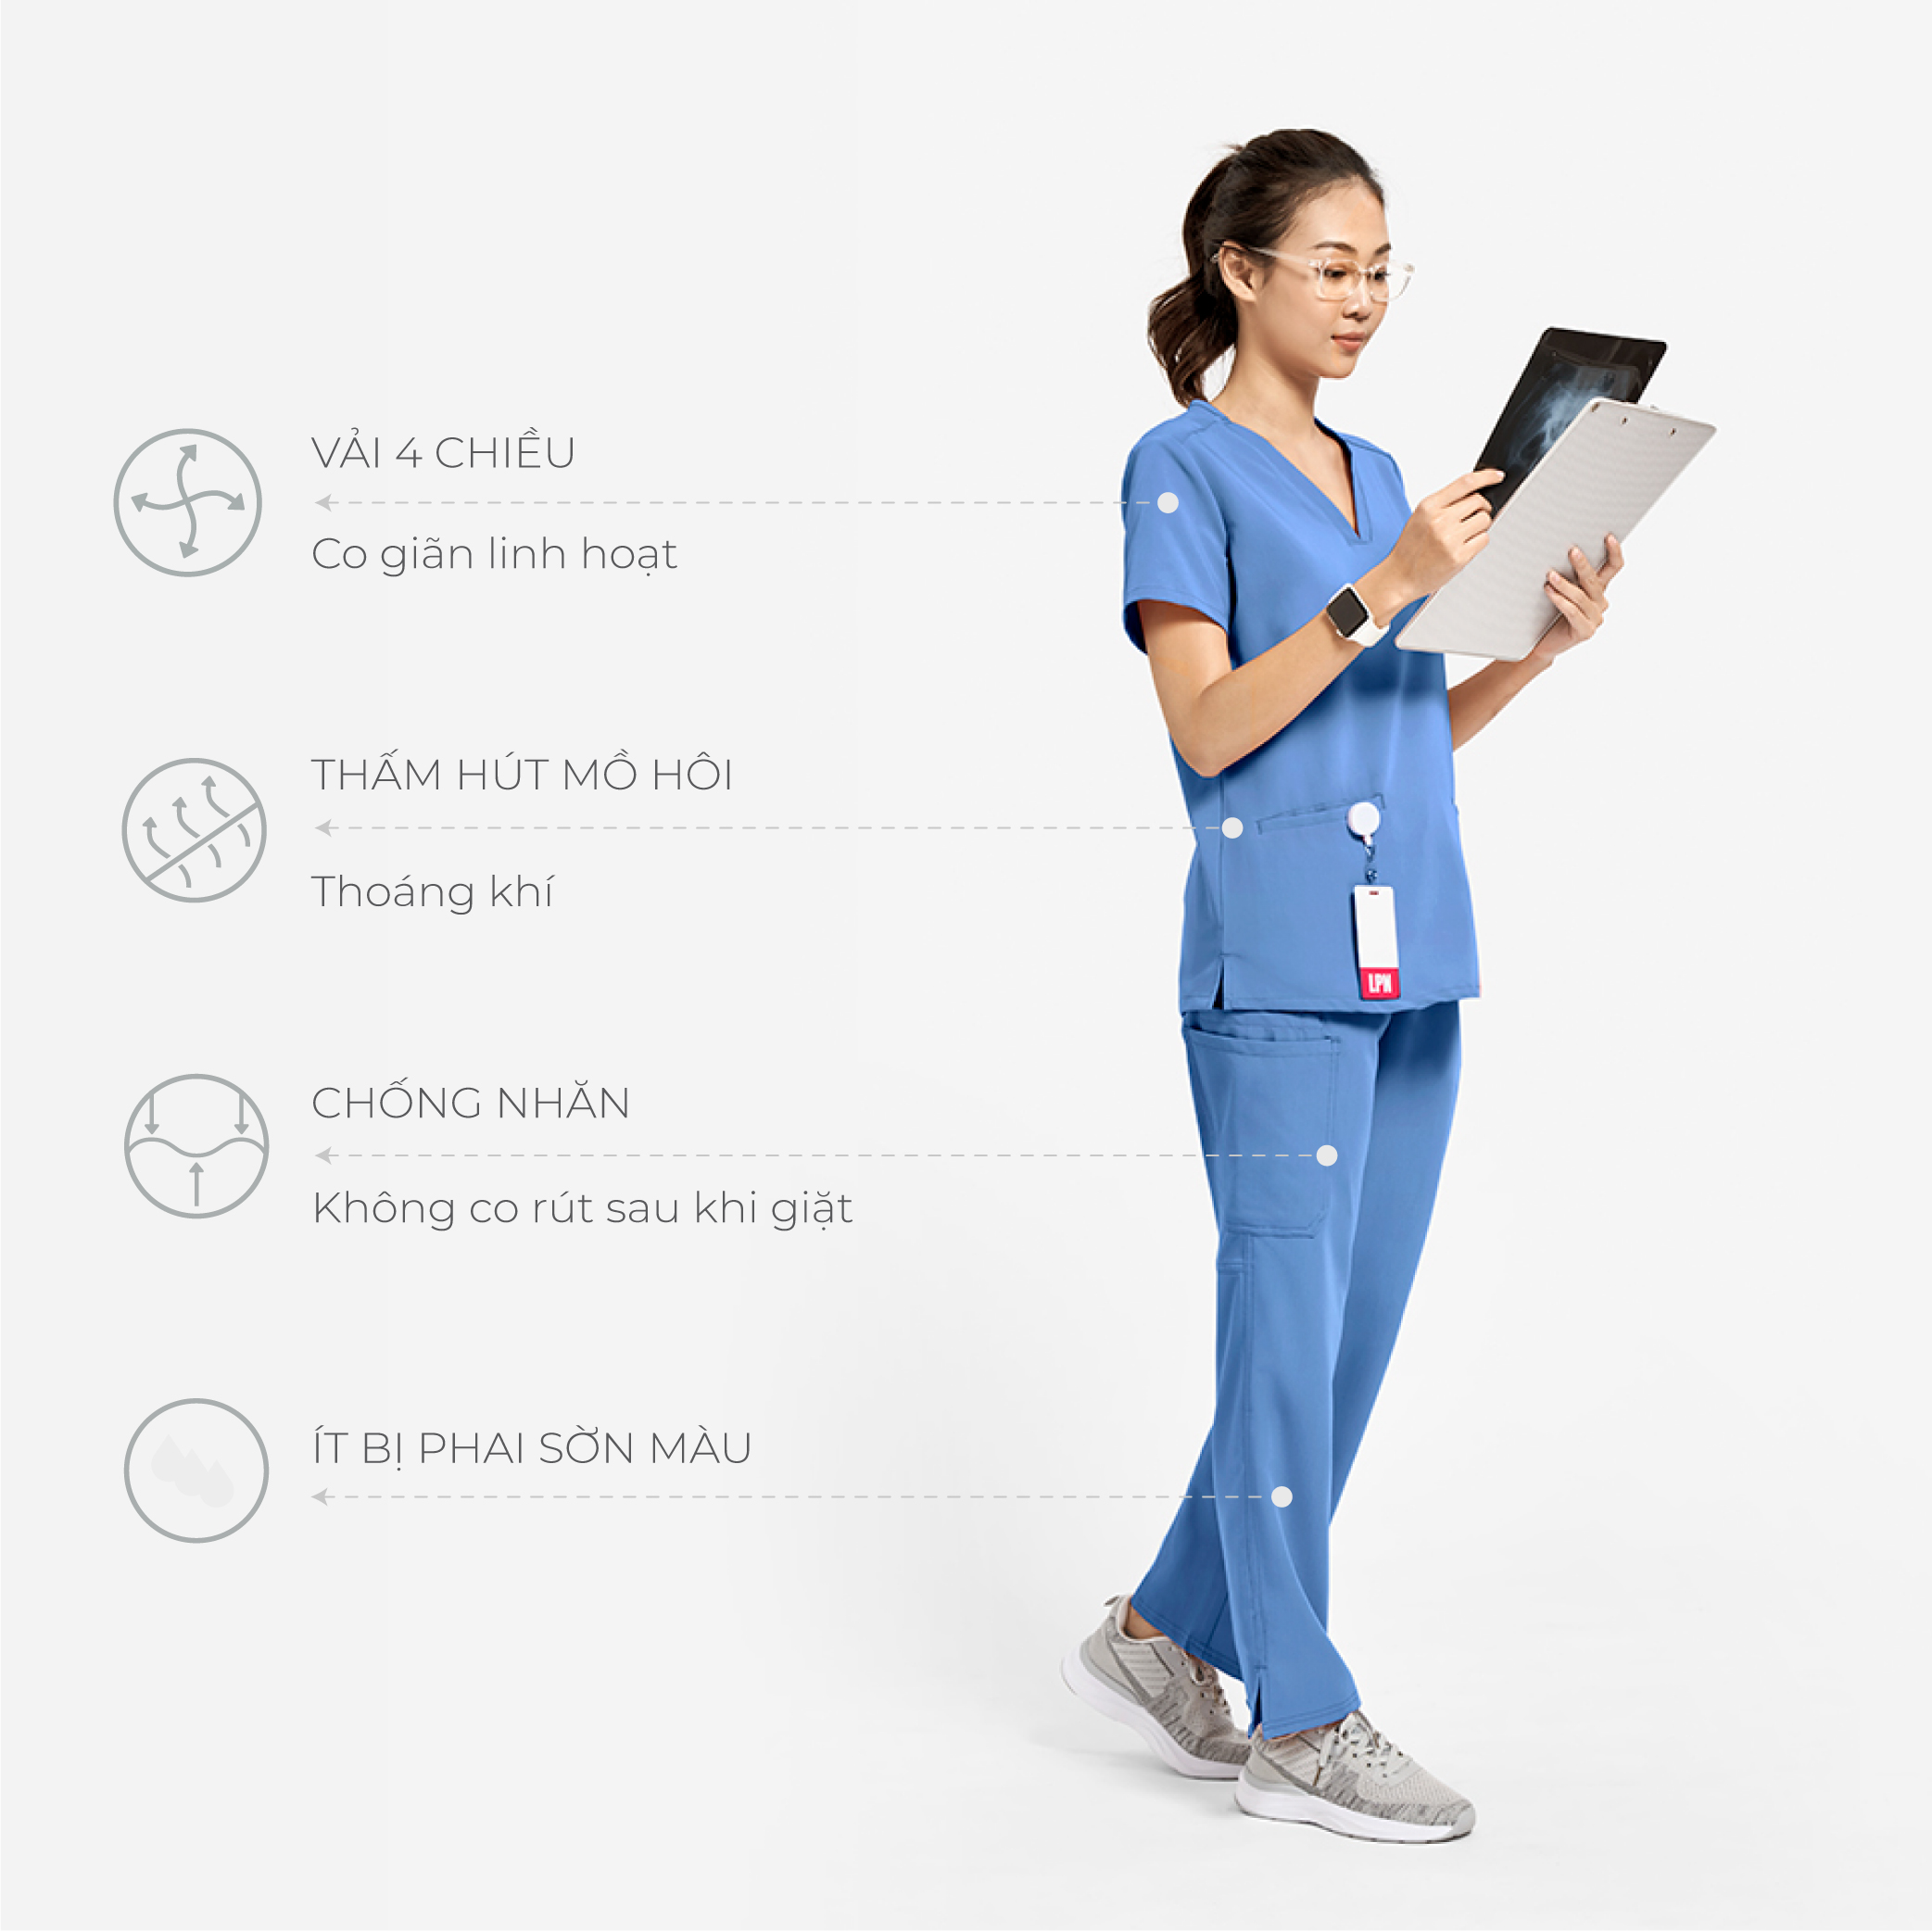 VẢI 4 CHIỀU
Co giãn linh hoạt
THẤM HÚT MỒ HÔI
Thoáng khí
LPN
CHỐNG NHĂN
Không co rút sau khi giặt
ÍT BỊ PHAI SỜN MÀU